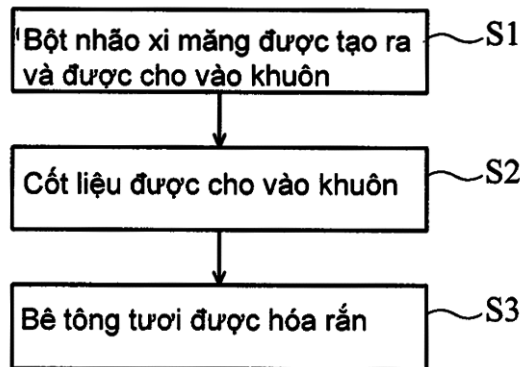 Bột nhão xi măng được tạo ra
và được cho vào khuôn
S1
Cốt liệu được cho vào khuôn
S2
Bê tông tươi được hóa rắn
S3